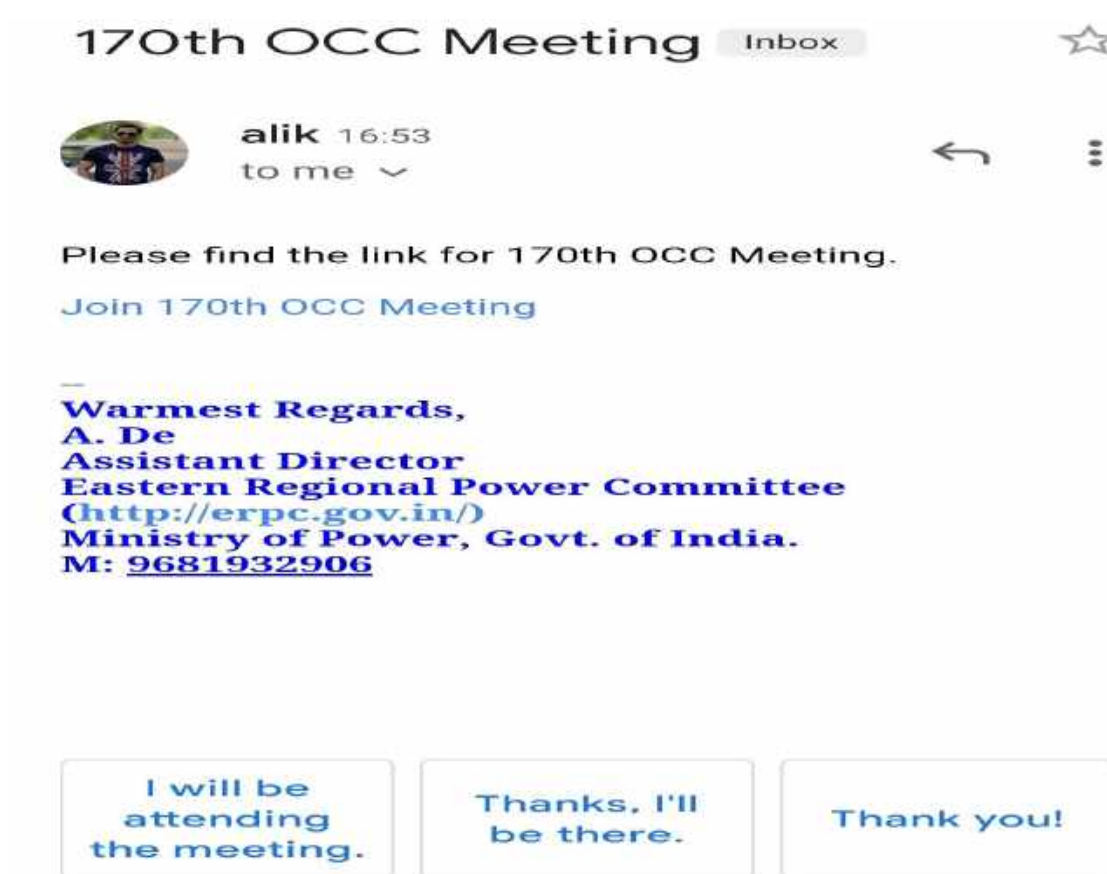 170th OCC Meeting Inbox
alik 16:53
to me
Please find the link for 170th OCC Meeting.
Join 170th OCC Meeting
--
Warmest Regards,
A. De
Assistant Director
Eastern Regional Power Committee
(http://erpc.gov.in/)
Ministry of Power, Govt. of India.
M: 9681932906
I will be
attending
the meeting.
Thanks, I'll
be there.
Thank you!